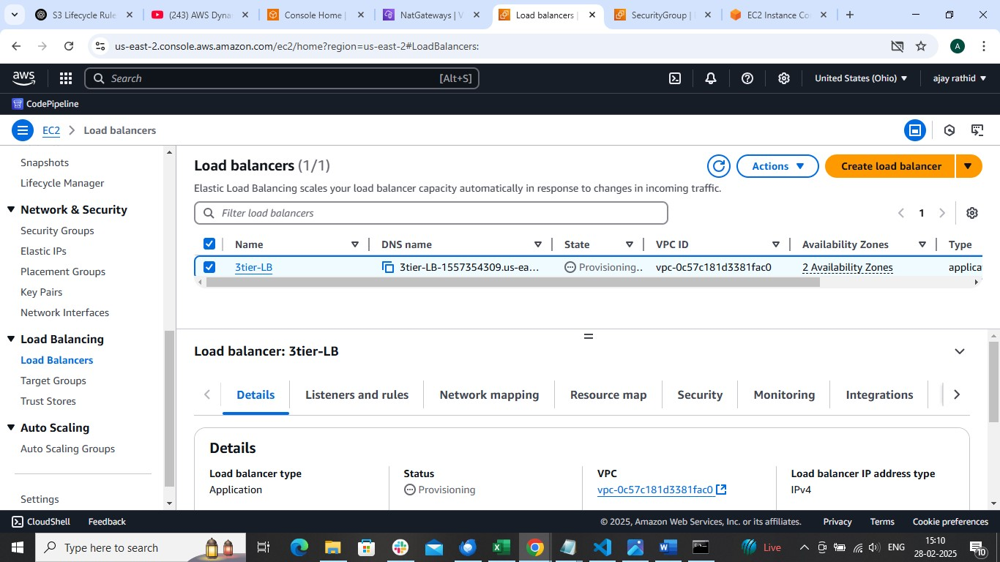 S3 Lifecycle Rule
(243) AWS Dyna
Console Home |
NatGateways | V
Load balancers |
SecurityGroup |
EC2 Instance Co
us-east-2.console.aws.amazon.com/ec2/home?region=us-east-2#LoadBalancers:
A
aws
Search
[Alt+S]
United States (Ohio)
ajay rathid
CodePipeline
EC2
Load balancers
Snapshots
Lifecycle Manager
Network & Security
Security Groups
Elastic IPs
Placement Groups
Key Pairs
Network Interfaces
Load Balancing
Load Balancers
Target Groups
Trust Stores
Auto Scaling
Auto Scaling Groups
Settings
Load balancers (1/1)
Actions
Create load balancer
Elastic Load Balancing scales your load balancer capacity automatically in response to changes in incoming traffic.
Filter load balancers
1
Name DNS name State VPC ID Availability Zones Type
3tier-LB 3tier-LB-1557354309.us-ea... Provisioning.. vpc-0c57c181d3381fac0 2 Availability Zones applica
Load balancer: 3tier-LB
Details Listeners and rules Network mapping Resource map Security Monitoring Integrations
Details
Load balancer type
Application
Status
Provisioning
VPC
vpc-0c57c181d3381fac0
Load balancer IP address type
IPv4
CloudShell Feedback
© 2025, Amazon Web Services, Inc. or its affiliates. Privacy Terms Cookie preferences
Type here to search
Live
ENG
15:10
28-02-2025
10